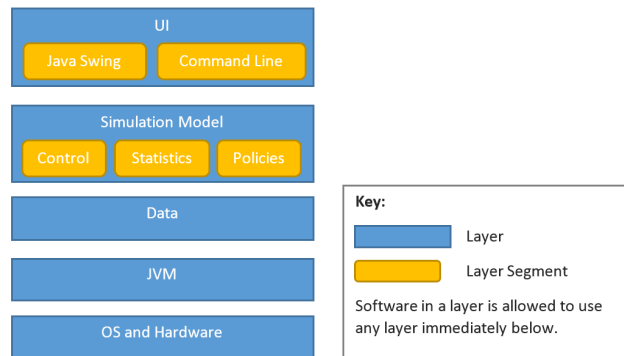 UI
Java Swing
Command Line
Simulation Model
Control
Statistics
Policies
Data
JVM
OS and Hardware
Key:
Layer
Layer Segment
Software in a layer is allowed to use
any layer immediately below.